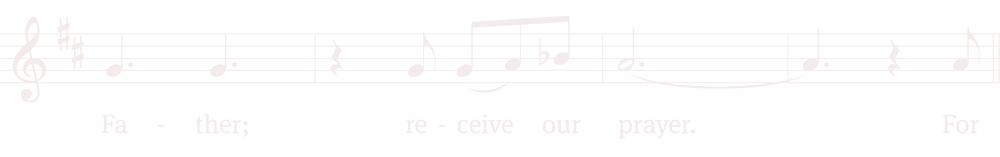 Fa - ther; re - ceive our prayer. For